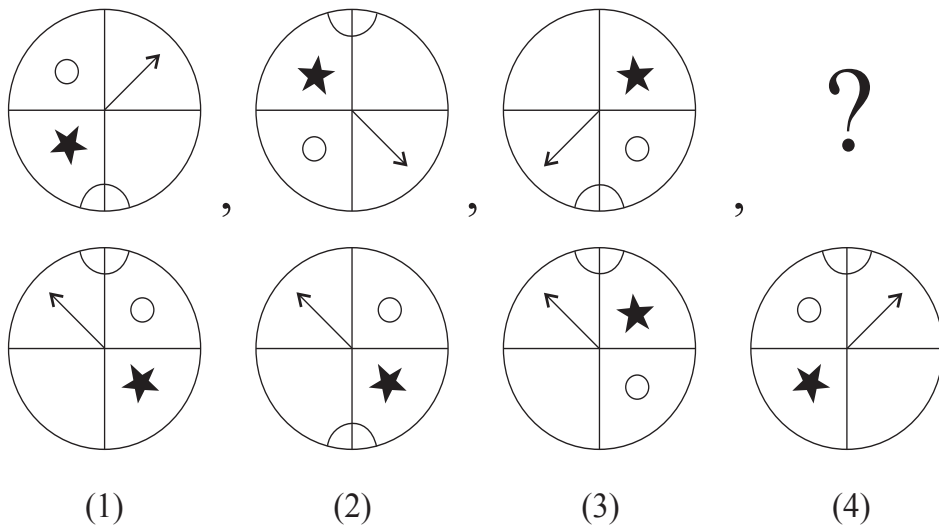 , , , ?
(1) (2) (3) (4)